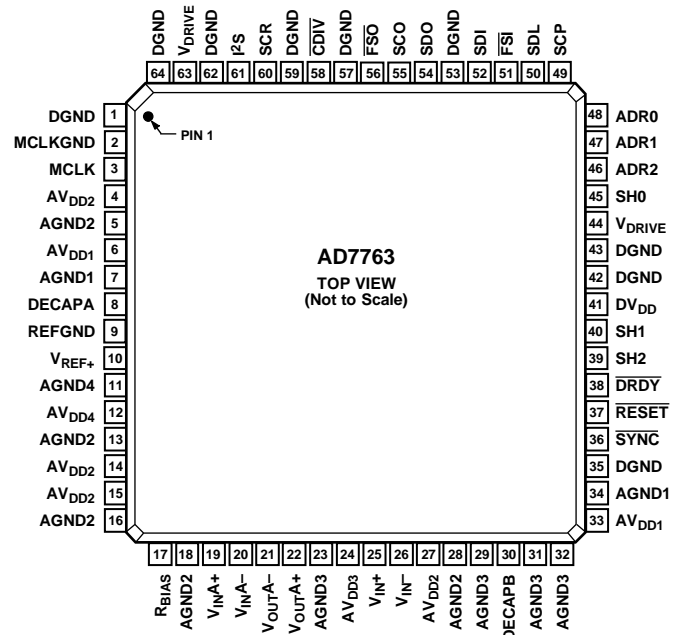 DGND
VDRIVE
DGND
I2S
SCR
DGND
CDIV
DGND
FSO
SCO
SDO
DGND
SDI
FSI
SDL
SCP
64 63 62 61 60 59 58 57 56 55 54 53 52 51 50 49
DGND 1
MCLKGND 2
MCLK 3
AVDD2 4
AGND2 5
AVDD1 6
AGND1 7
DECAPA 8
REFGND 9
VREF+ 10
AGND4 11
AVDD4 12
AGND2 13
AVDD2 14
AVDD2 15
AGND2 16
PIN 1
AD7763
TOP VIEW
(Not to Scale)
48 ADR0
47 ADR1
46 ADR2
45 SH0
44 VDRIVE
43 DGND
42 DGND
41 DVDD
40 SH1
39 SH2
38 DRDY
37 RESET
36 SYNC
35 DGND
34 AGND1
33 AVDD1
17 18 19 20 21 22 23 24 25 26 27 28 29 30 31 32
RBIAS
AGND2
VINA+
VINA–
VOUTA–
VOUTA+
AGND3
AVDD3
VIN+
VIN–
AVDD2
AGND2
AGND3
DECAPB
AGND3
AGND3